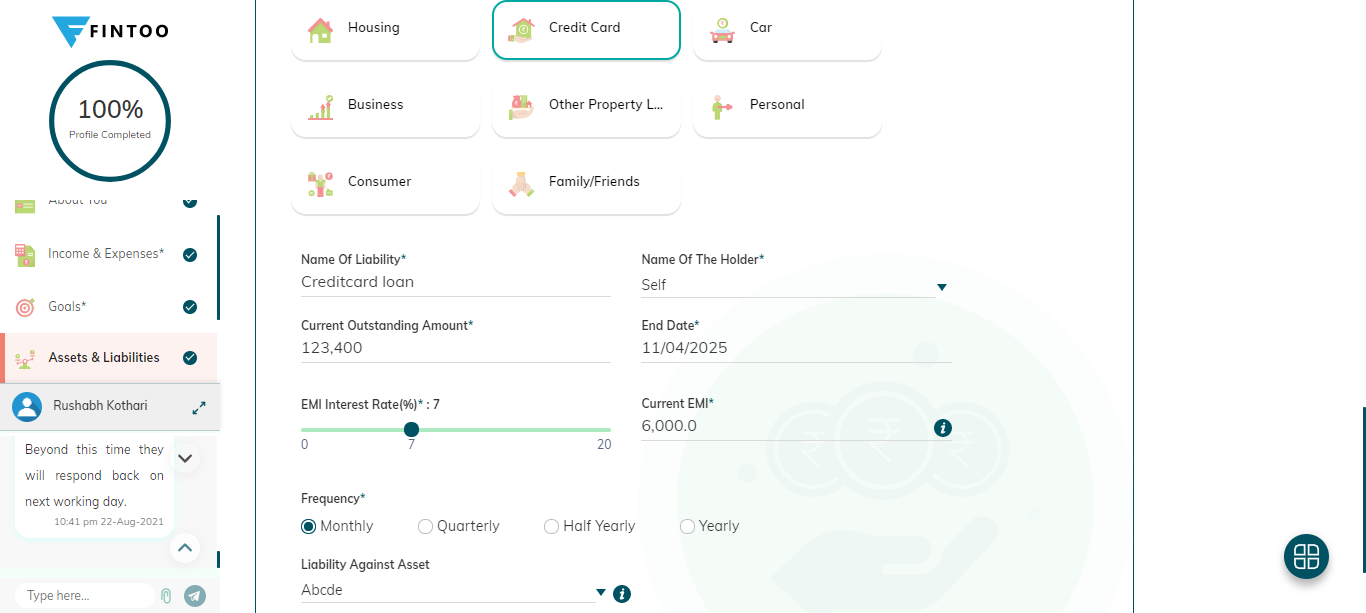 FINTOO
100%
Profile Completed
About You
Income & Expenses*
Goals*
Assets & Liabilities
Rushabh Kothari
Beyond this time they
will respond back on
next working day.
10:41 pm 22-Aug-2021
Type here...
Housing
Credit Card
Car
Business
Other Property L...
Personal
Consumer
Family/Friends
Name Of Liability*
Creditcard loan
Name Of The Holder*
Self
Current Outstanding Amount*
123,400
End Date*
11/04/2025
EMI Interest Rate(%)* : 7
0 7 20
Current EMI*
6,000.0
Frequency*
Monthly Quarterly Half Yearly Yearly
Liability Against Asset
Abcde